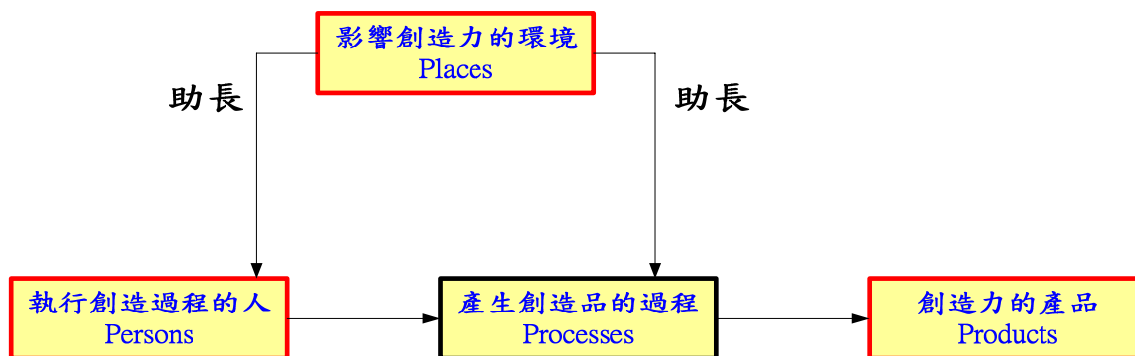 影響創造力的環境
Places
助長
助長
執行創造過程的人
Persons
產生創造品的過程
Processes
創造力的產品
Products